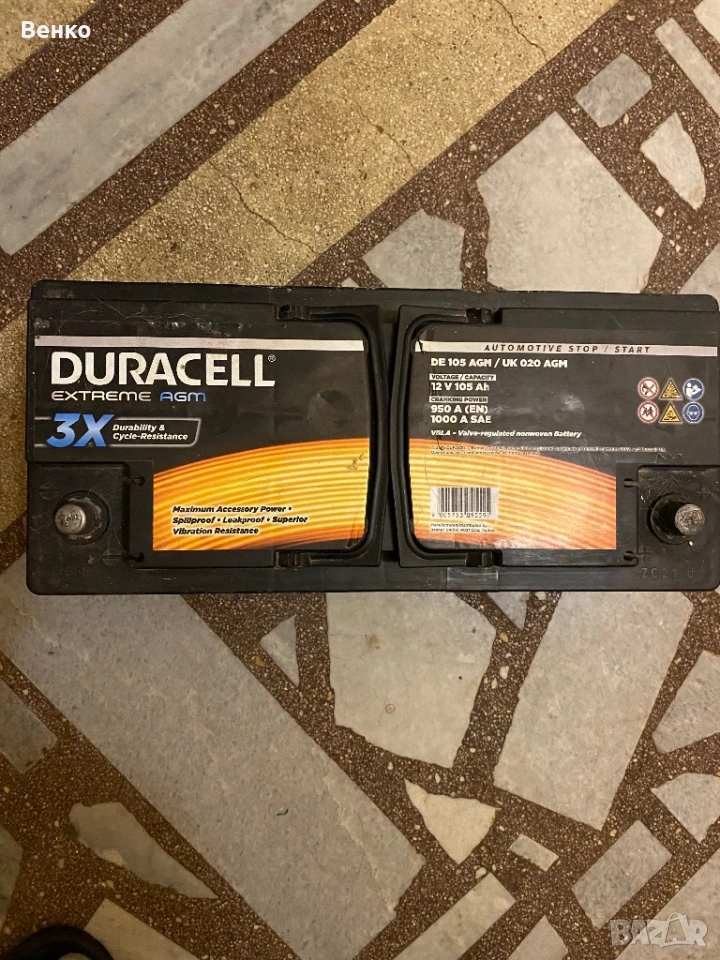 Венко
DURACELL®
EXTREME AGM
3X Durability &
Cycle-Resistance
Maximum Accessory Power •
Spillproof • Leakproof • Superior
Vibration Resistance
AUTOMOTIVE STOP / START
DE 105 AGM / UK 020 AGM
VOLTAGE / CAPACITY
12 V 105 Ah
CRANKING POWER
950 A (EN)
1000 A SAE
VRLA • Valve-regulated nonwoven Battery
BAZAR